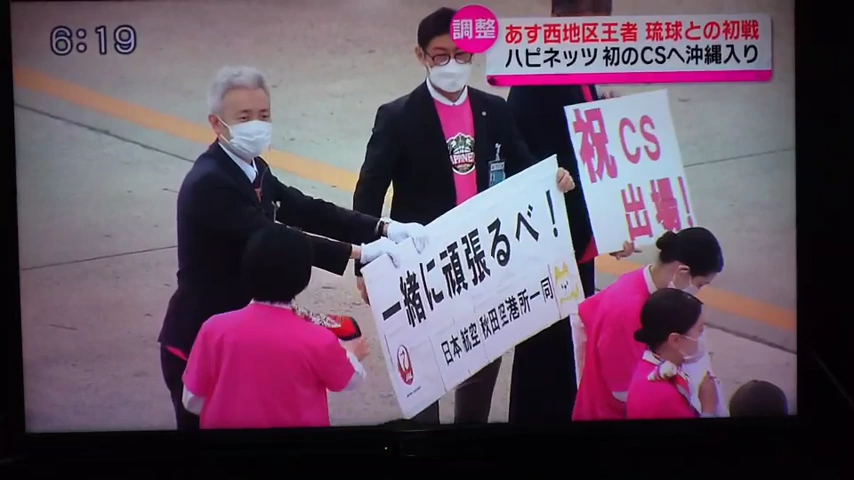 6:19
調整
あす西地区王者 琉球との初戦
ハピネッツ 初のCSへ沖縄入り
祝CS
出場!
一緒に頑張るべ!
日本航空 秋田空港所一同